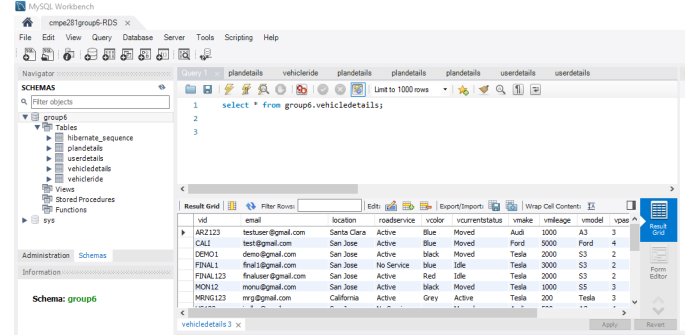 MySQL Workbench
cmpe281group6-RDS ×
File Edit View Query Database Server Tools Scripting Help
Navigator
SCHEMAS
Filter objects
group6
Tables
hibernate_sequence
plandetails
userdetails
vehicledetails
vehicleride
Views
Stored Procedures
Functions
sys
Administration Schemas
Information
Schema: group6
Query 1 × plandetails vehicleride plandetails plandetails plandetails userdetails userdetails
Limit to 1000 rows
1 select * from group6.vehicledetails;
2
3
Result Grid Filter Rows: Edit: Export/Import: Wrap Cell Content:
vid email location roadservice vcolor vcurrentstatus vmake vmileage vmodel vpas
ARZ123 testuser@gmail.com Santa Clara Active Blue Moved Audi 1000 A3 3
CALI test@gmail.com San Jose Active Blue Moved Ford 5000 Ford 4
DEMO1 demo@gmail.com San Jose Active black Moved Tesla 2000 S3 2
FINAL1 final1@gmail.com San Jose No Service blue Idle Tesla 3000 S3 2
FINAL123 finaluser@gmail.com San Jose Active Red Idle Tesla 2000 S3 2
MON12 monu@gmail.com San Jose Active black Moved Tesla 1000 S5 3
MRNG123 mrg@gmail.com California Active Grey Active Tesla 200 Tesla 3
Result Grid
Form Editor
vehicledetails 3 ×
Apply Revert